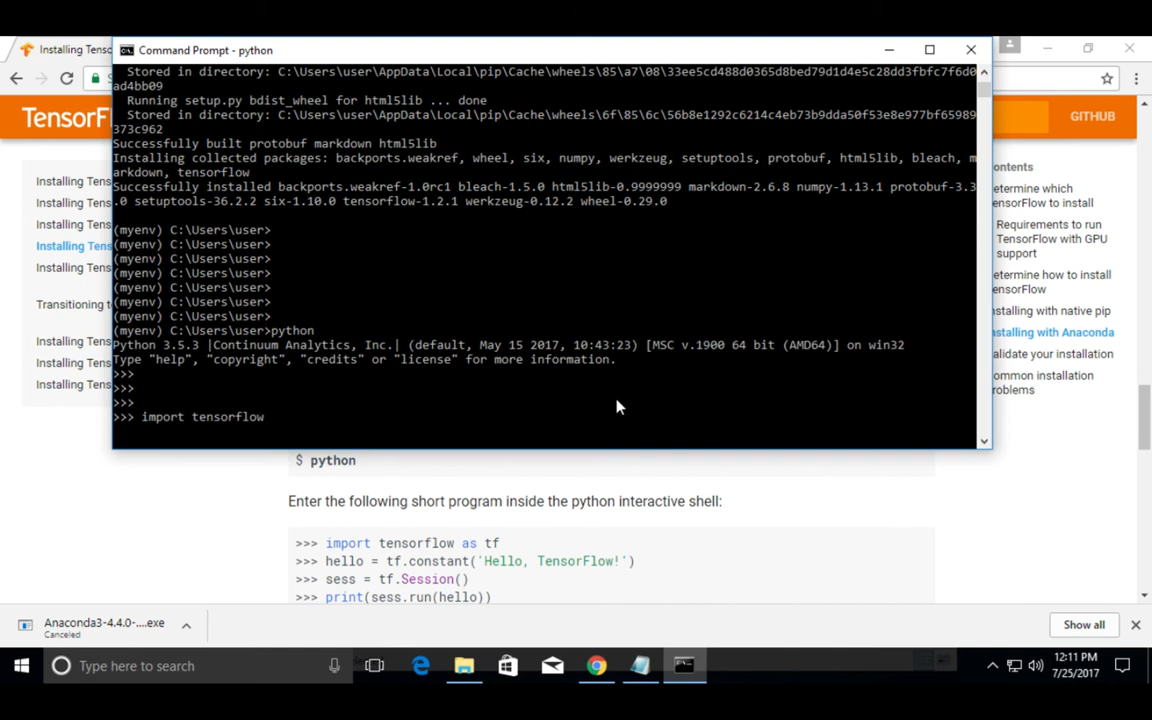 Installing Tenso
Command Prompt - python
Stored in directory: C:\Users\user\AppData\Local\pip\Cache\wheels\85\a7\08\33ee5cd488d0365d8bed79d1d4e5c28dd3fbfc7f6d0
ad4bb09
Running setup.py bdist_wheel for html5lib ... done
Stored in directory: C:\Users\user\AppData\Local\pip\Cache\wheels\6f\85\6c\56b8e1292c6214c4eb73b9dda50f53e8e977bf65989
373c962
Successfully built protobuf markdown html5lib
Installing collected packages: backports.weakref, wheel, six, numpy, werkzeug, setuptools, protobuf, html5lib, bleach, m
arkdown, tensorflow
Successfully installed backports.weakref-1.0rc1 bleach-1.5.0 html5lib-0.9999999 markdown-2.6.8 numpy-1.13.1 protobuf-3.3
.0 setuptools-36.2.2 six-1.10.0 tensorflow-1.2.1 werkzeug-0.12.2 wheel-0.29.0
(myenv) C:\Users\user>
(myenv) C:\Users\user>
(myenv) C:\Users\user>
(myenv) C:\Users\user>
(myenv) C:\Users\user>
(myenv) C:\Users\user>
(myenv) C:\Users\user>
(myenv) C:\Users\user>python
Python 3.5.3 |Continuum Analytics, Inc.| (default, May 15 2017, 10:43:23) [MSC v.1900 64 bit (AMD64)] on win32
Type "help", "copyright", "credits" or "license" for more information.
>>>
>>>
>>>
>>> import tensorflow
S
TensorFl
GITHUB
Installing Tens
Installing Tens
Installing Tens
Installing Tens
Installing Tens
Transitioning t
Installing Tens
Installing Tens
Installing Tens
ontents
etermine which
TensorFlow to install
Requirements to run
TensorFlow with GPU
support
etermine how to install
ensorFlow
nstalling with native pip
nstalling with Anaconda
alidate your installation
ommon installation
roblems
$ python
Enter the following short program inside the python interactive shell:
>>> import tensorflow as tf
>>> hello = tf.constant('Hello, TensorFlow!')
>>> sess = tf.Session()
>>> print(sess.run(hello))
Anaconda3-4.4.0-....exe
Canceled
Show all
Type here to search
12:11 PM
7/25/2017